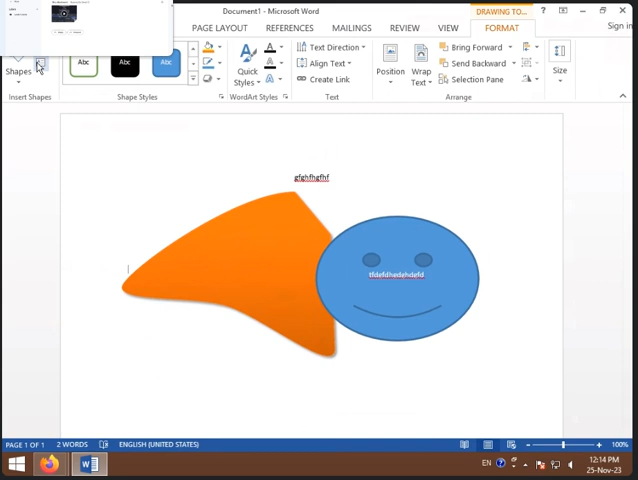 Document1 - Microsoft Word
DRAWING TO...
PAGE LAYOUT
REFERENCES
MAILINGS
REVIEW
VIEW
FORMAT
Sign in
Shapes
Abc
Abc
Abc
Quick
Styles
Text Direction
Align Text
Create Link
Position
Wrap
Text
Bring Forward
Send Backward
Selection Pane
Size
Insert Shapes
Shape Styles
WordArt Styles
Text
Arrange
gfghfhgfhf
PAGE 1 OF 1
2 WORDS
ENGLISH (UNITED STATES)
100%
EN
12:14 PM
25-Nov-23